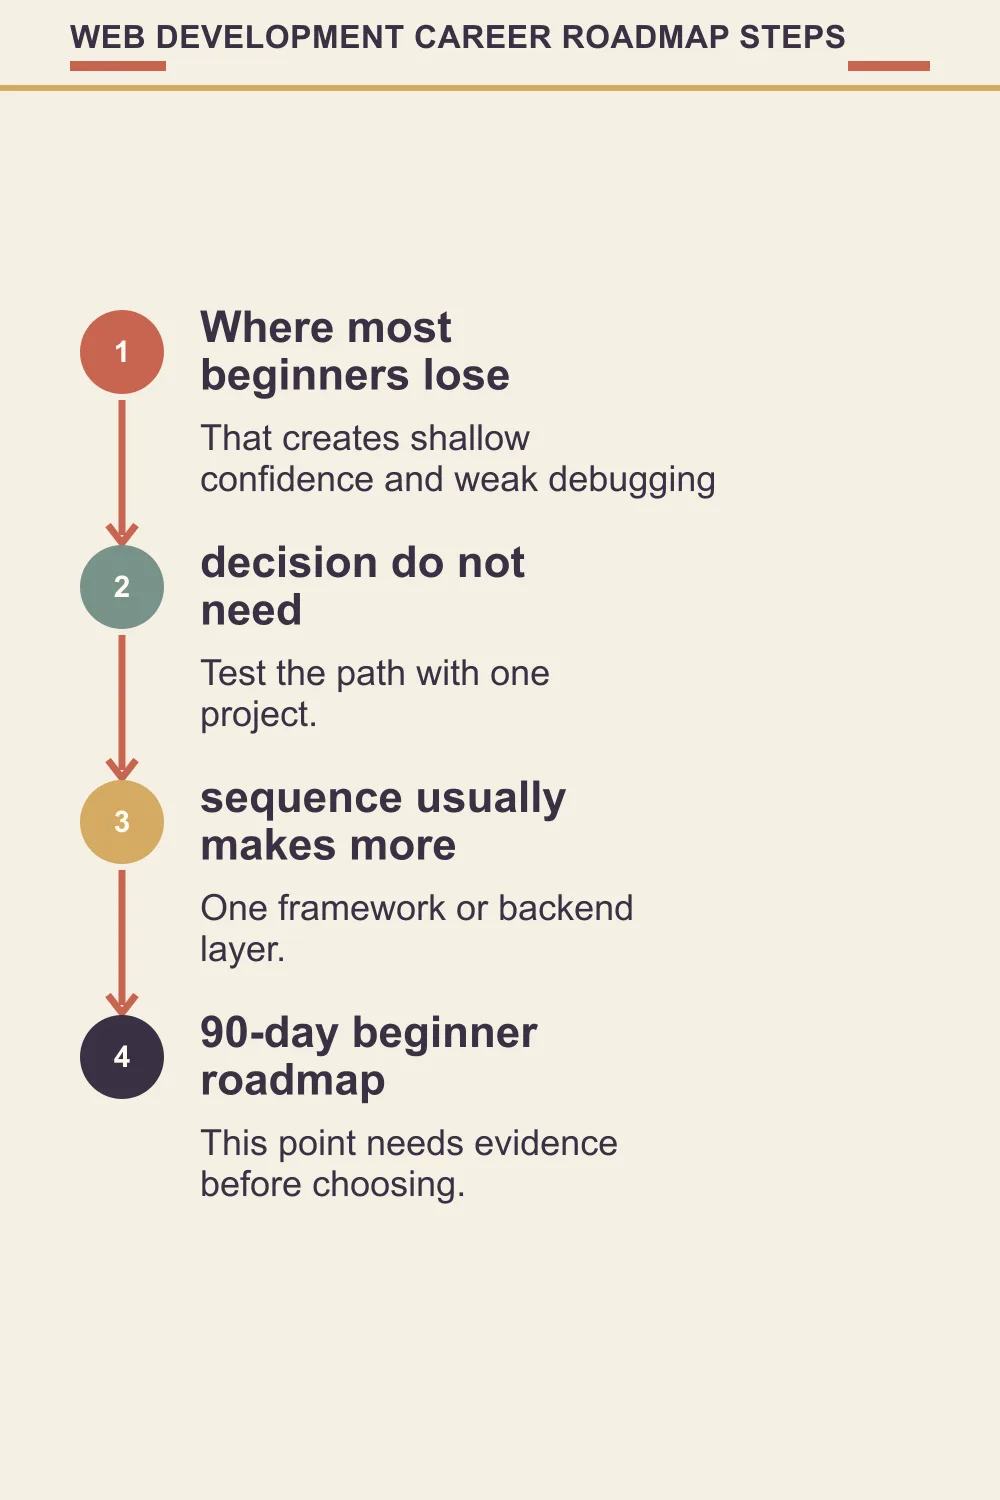 WEB DEVELOPMENT CAREER ROADMAP STEPS
1
Where most
beginners lose
That creates shallow
confidence and weak debugging
2
decision do not
need
Test the path with one
project.
3
sequence usually
makes more
One framework or backend
layer.
4
90-day beginner
roadmap
This point needs evidence
before choosing.